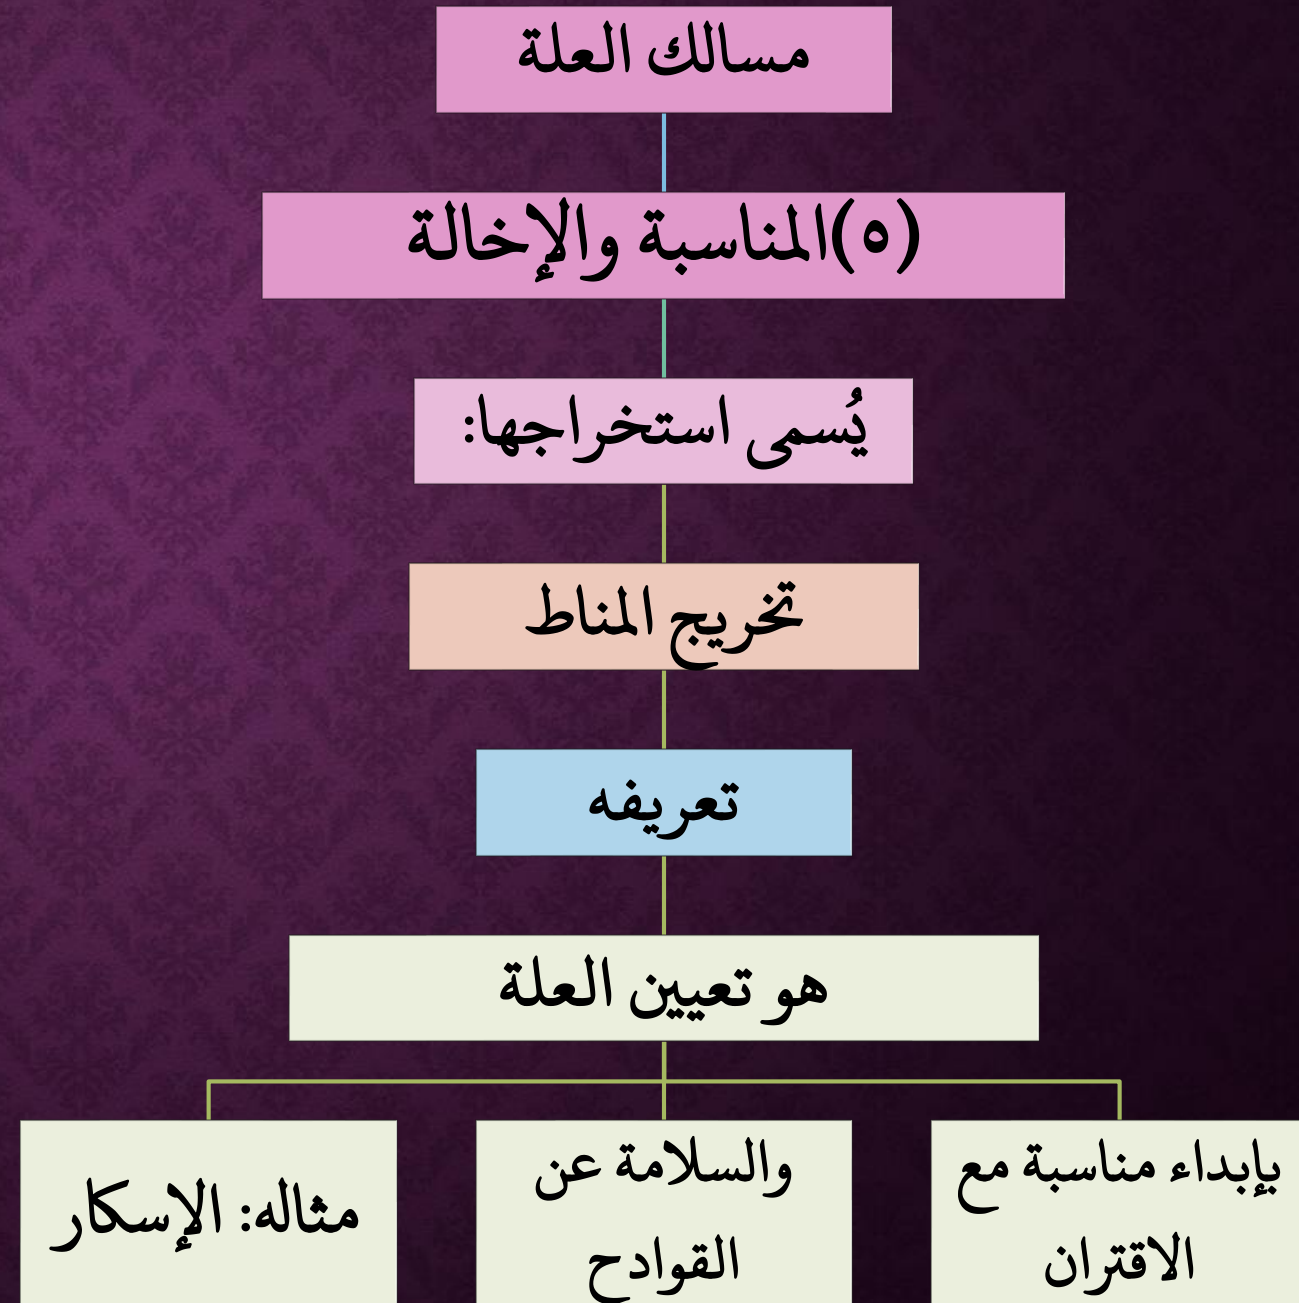 مسالك العلة
(٥)المناسبة والإخالة
يُسمى استخراجها:
تخريج المناط
تعريفه
هو تعيين العلة
بإبداء مناسبة مع
الاقتران
والسلامة عن
القوادح
مثاله: الإسكار